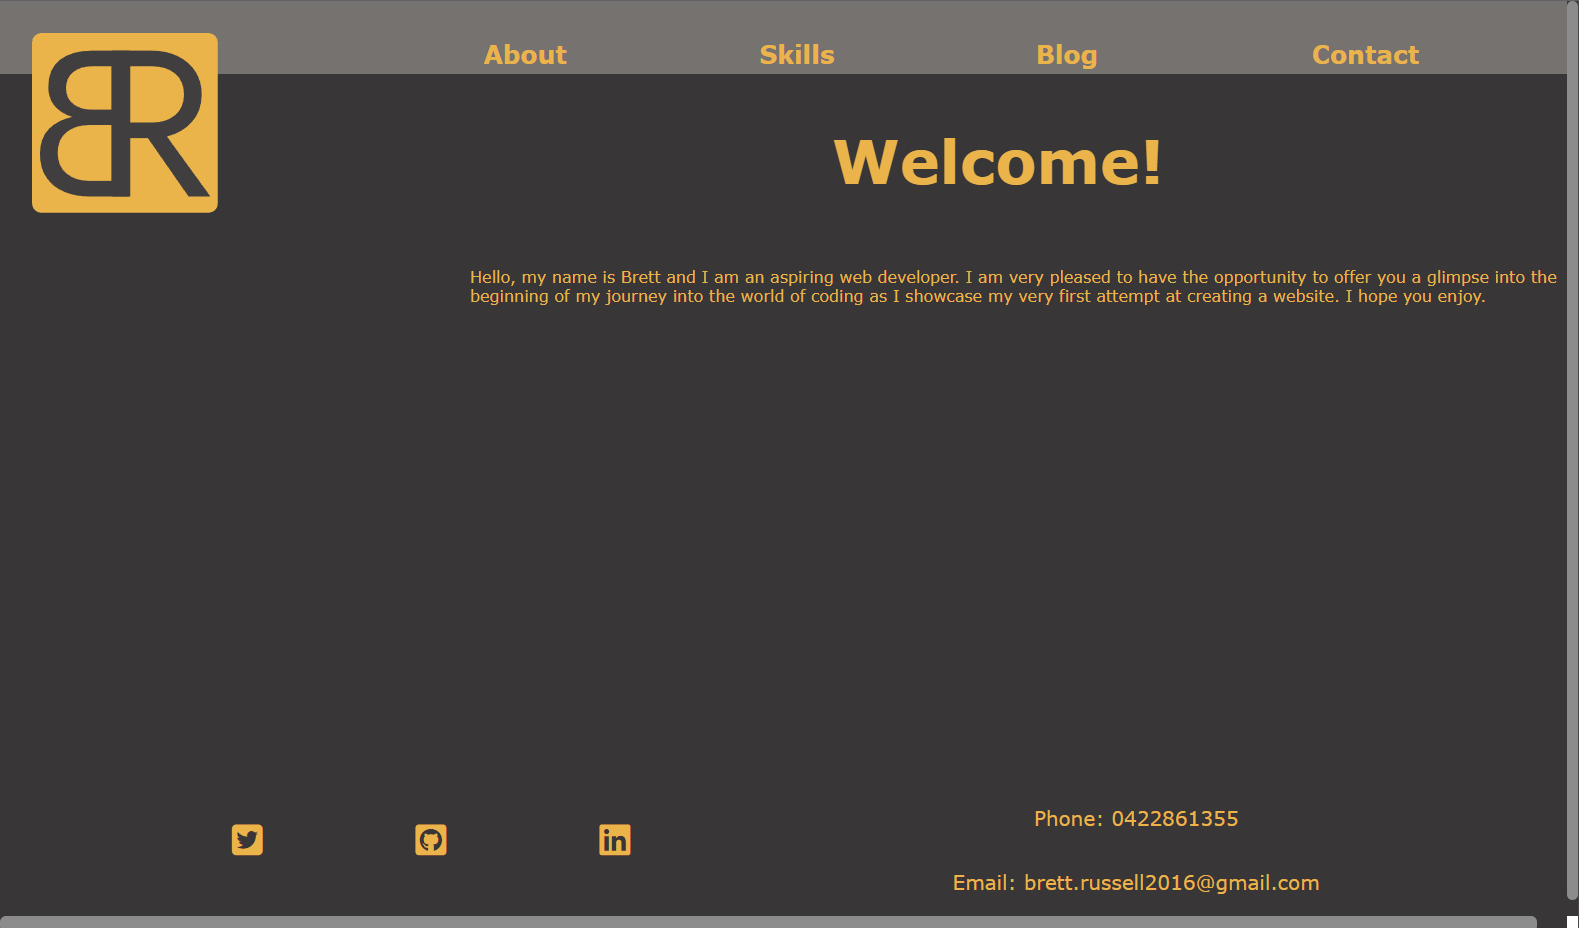 BR
About Skills Blog Contact
Welcome!
Hello, my name is Brett and I am an aspiring web developer. I am very pleased to have the opportunity to offer you a glimpse into the
beginning of my journey into the world of coding as I showcase my very first attempt at creating a website. I hope you enjoy.
in
Phone: 0422861355
Email: brett.russell2016@gmail.com